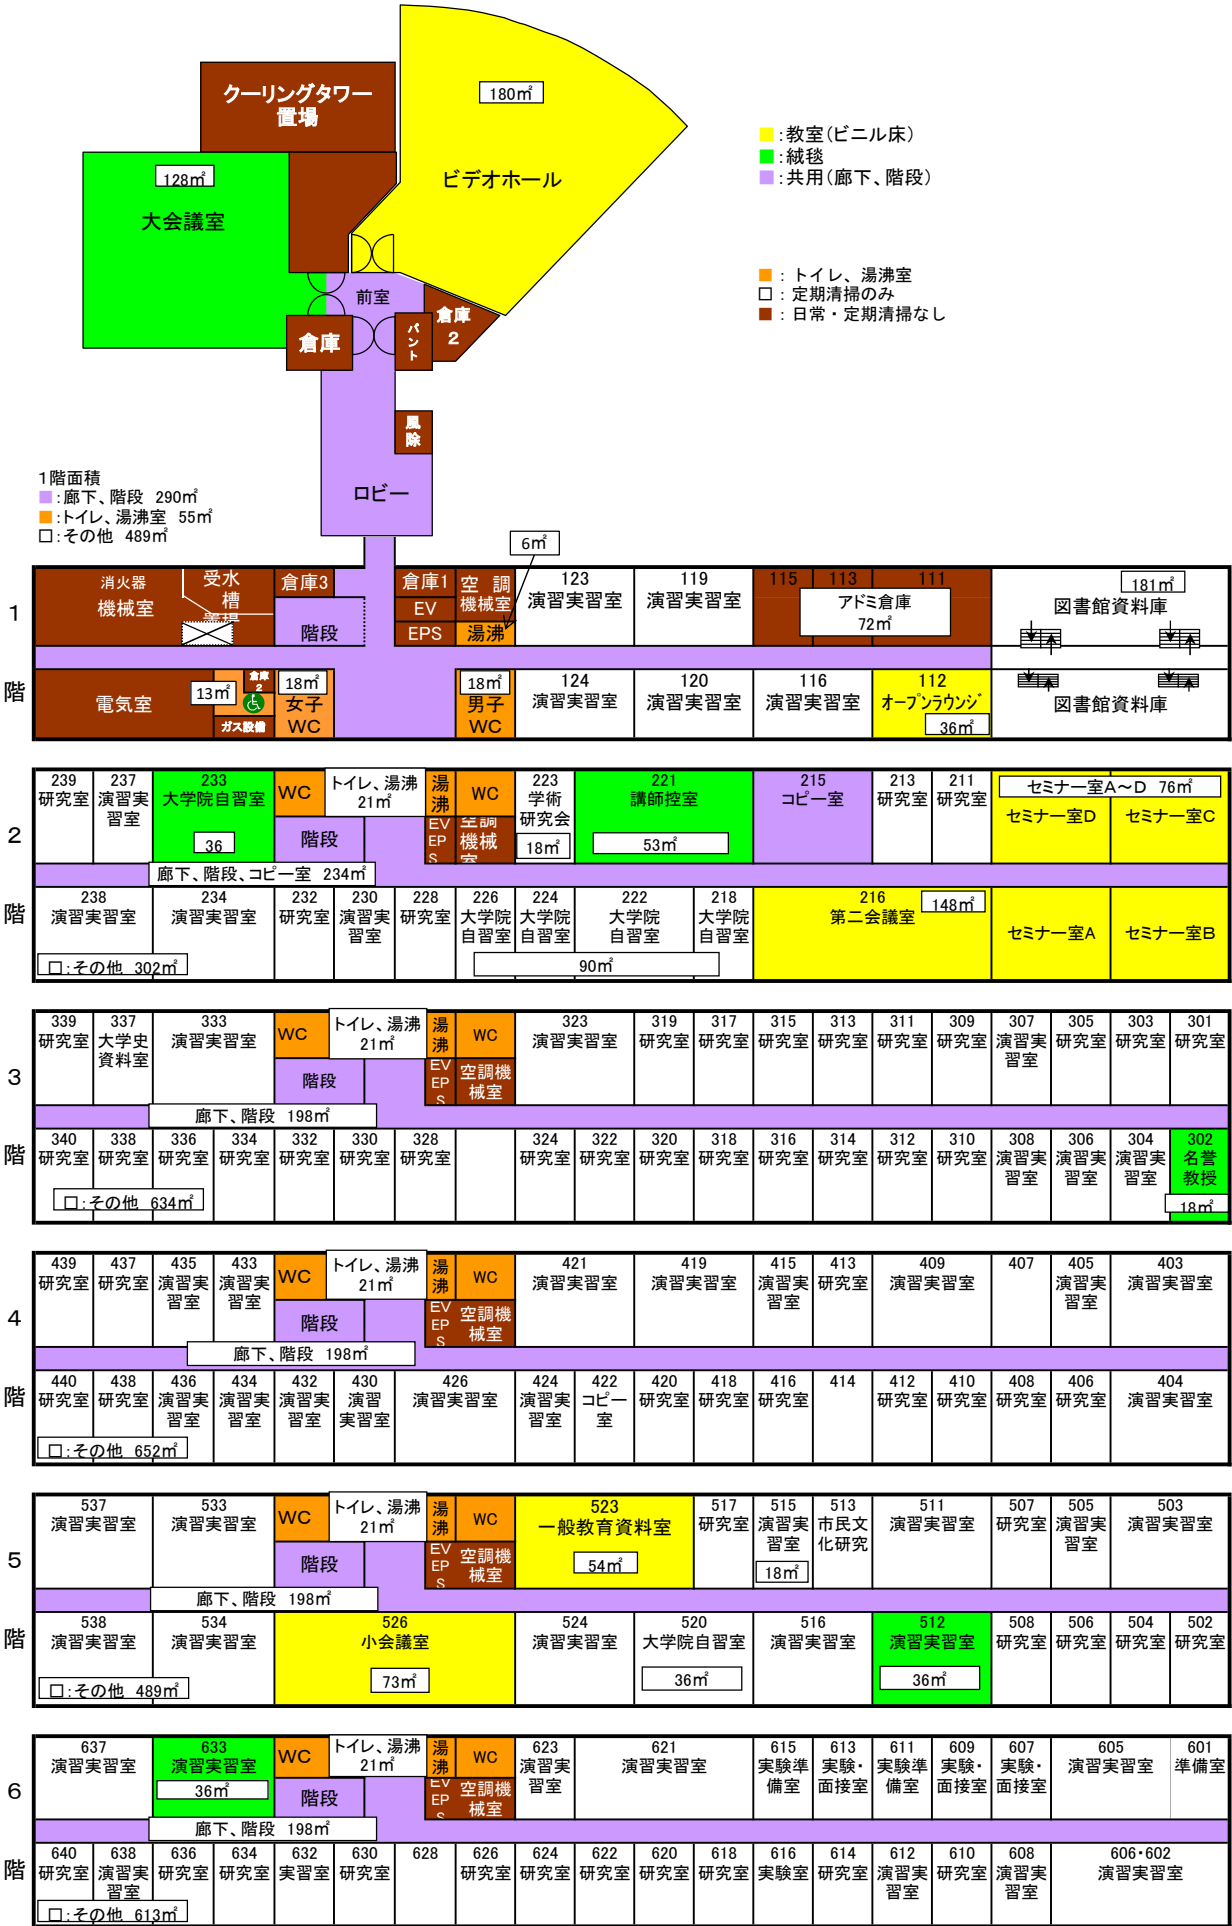 180㎡
クーリングタワー
置場
128㎡
大会議室
ビデオホール
:教室(ビニル床)
:絨毯
:共用(廊下、階段)
:トイレ、湯沸室
:定期清掃のみ
:日常・定期清掃なし
前室
倉庫
パント
倉庫
2
風除
ロビー
1階面積
:廊下、階段 290㎡
:トイレ、湯沸室 55㎡
:その他 489㎡
6㎡
1
階
消火器
機械室
受水
槽
倉庫3
階段
倉庫1
EV
EPS
空調
機械室
湯沸
123
演習実習室
119
演習実習室
115
113
111
アドミ倉庫
72㎡
181㎡
図書館資料庫
電気室
13㎡
倉庫
2
ガス設備
18㎡
女子
WC
18㎡
男子
WC
124
演習実習室
120
演習実習室
116
演習実習室
112
オープンラウンジ
36㎡
図書館資料庫
2
階
239
研究室
237
演習実
習室
233
大学院自習室
36
WC
トイレ、湯沸
21㎡
階段
湯
沸
EV
EP
S
WC
空調
機械
室
223
学術
研究会
18㎡
221
講師控室
53㎡
215
コピー室
213
研究室
211
研究室
セミナー室A～D 76㎡
セミナー室D
セミナー室C
廊下、階段、コピー室 234㎡
238
演習実習室
234
演習実習室
232
研究室
230
演習実
習室
228
研究室
226
大学院
自習室
224
大学院
自習室
222
大学院
自習室
218
大学院
自習室
90㎡
216
第二会議室
148㎡
セミナー室A
セミナー室B
:その他 302㎡
3
階
339
研究室
337
大学史
資料室
333
演習実習室
WC
トイレ、湯沸
21㎡
階段
湯
沸
EV
EP
S
WC
空調機
械室
323
演習実習室
319
研究室
317
研究室
315
研究室
313
研究室
311
研究室
309
研究室
307
演習実
習室
305
研究室
303
研究室
301
研究室
廊下、階段 198㎡
340
研究室
338
研究室
336
研究室
334
研究室
332
研究室
330
研究室
328
研究室
324
研究室
322
研究室
320
研究室
318
研究室
316
研究室
314
研究室
312
研究室
310
研究室
308
演習実
習室
306
演習実
習室
304
演習実
習室
302
名誉
教授
18㎡
:その他 634㎡
4
階
439
研究室
437
研究室
435
演習実
習室
433
演習実
習室
WC
トイレ、湯沸
21㎡
階段
湯
沸
EV
EP
S
WC
空調機
械室
421
演習実習室
419
演習実習室
415
演習実
習室
413
研究室
409
演習実習室
407
405
演習実
習室
403
演習実習室
廊下、階段 198㎡
440
研究室
438
研究室
436
演習実
習室
434
演習実
習室
432
演習実
習室
430
演習
実習室
426
演習実習室
424
演習実
習室
422
コピー
室
420
研究室
418
研究室
416
研究室
414
412
研究室
410
研究室
408
研究室
406
研究室
404
演習実習室
:その他 652㎡
5
階
537
演習実習室
533
演習実習室
WC
トイレ、湯沸
21㎡
階段
湯
沸
EV
EP
S
WC
空調機
械室
523
一般教育資料室
54㎡
517
研究室
515
演習実
習室
18㎡
513
市民文
化研究
511
演習実習室
507
研究室
505
演習実
習室
503
演習実習室
廊下、階段 198㎡
538
演習実習室
534
演習実習室
526
小会議室
73㎡
524
演習実習室
520
大学院自習室
36㎡
516
演習実習室
512
演習実習室
36㎡
508
研究室
506
研究室
504
研究室
502
研究室
:その他 489㎡
6
階
637
演習実習室
633
演習実習室
36㎡
WC
トイレ、湯沸
21㎡
階段
湯
沸
EV
EP
S
WC
空調機
械室
623
演習実
習室
621
演習実習室
615
実験準
備室
613
実験・
面接室
611
実験準
備室
609
実験・
面接室
607
実験・
面接室
605
演習実習室
601
準備室
廊下、階段 198㎡
640
研究室
638
演習実
習室
636
研究室
634
研究室
632
実習室
630
研究室
628
626
研究室
624
研究室
622
研究室
620
研究室
618
研究室
616
実験室
614
研究室
612
演習実
習室
610
研究室
608
演習実
習室
606・602
演習実習室
:その他 613㎡